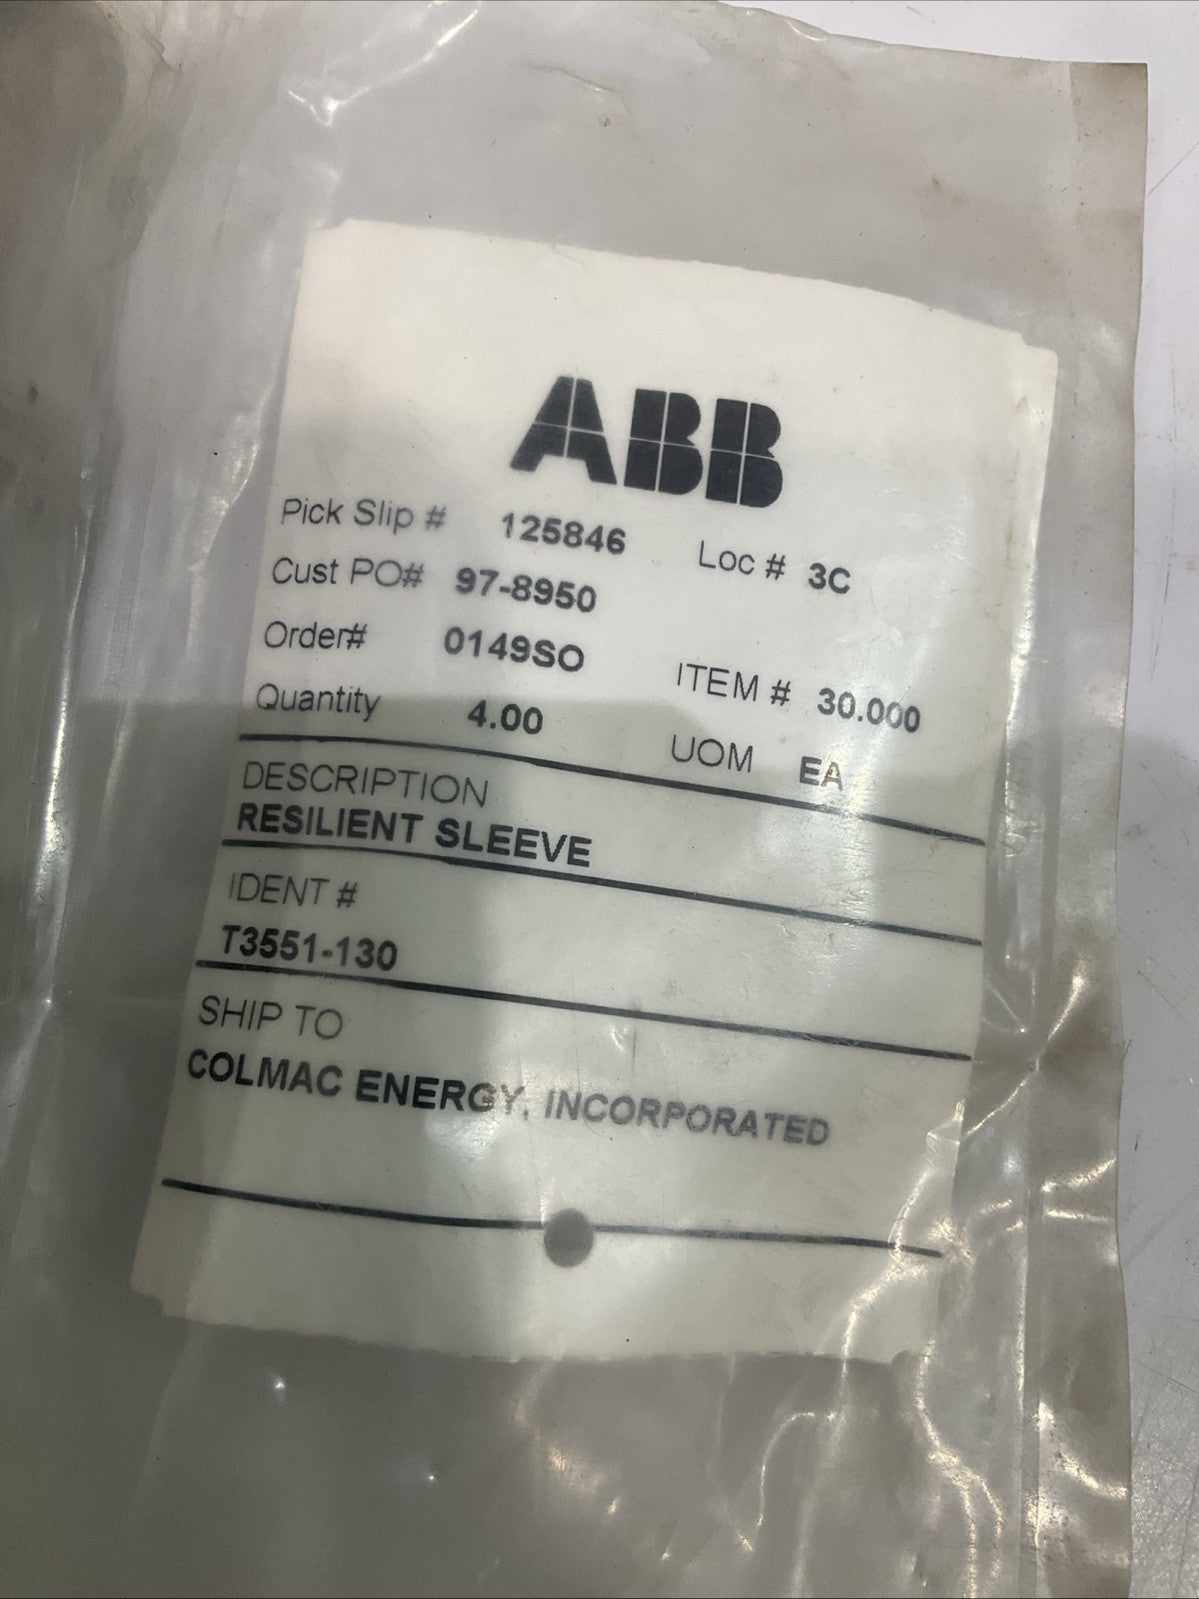 ABB
Pick Slip # 125846 Loc # 3C
Cust PO# 97-8950
Order# 0149SO ITEM # 30.000
Quantity 4.00 UOM EA
DESCRIPTION
RESILIENT SLEEVE
IDENT #
T3551-130
SHIP TO
COLMAC ENERGY, INCORPORATED